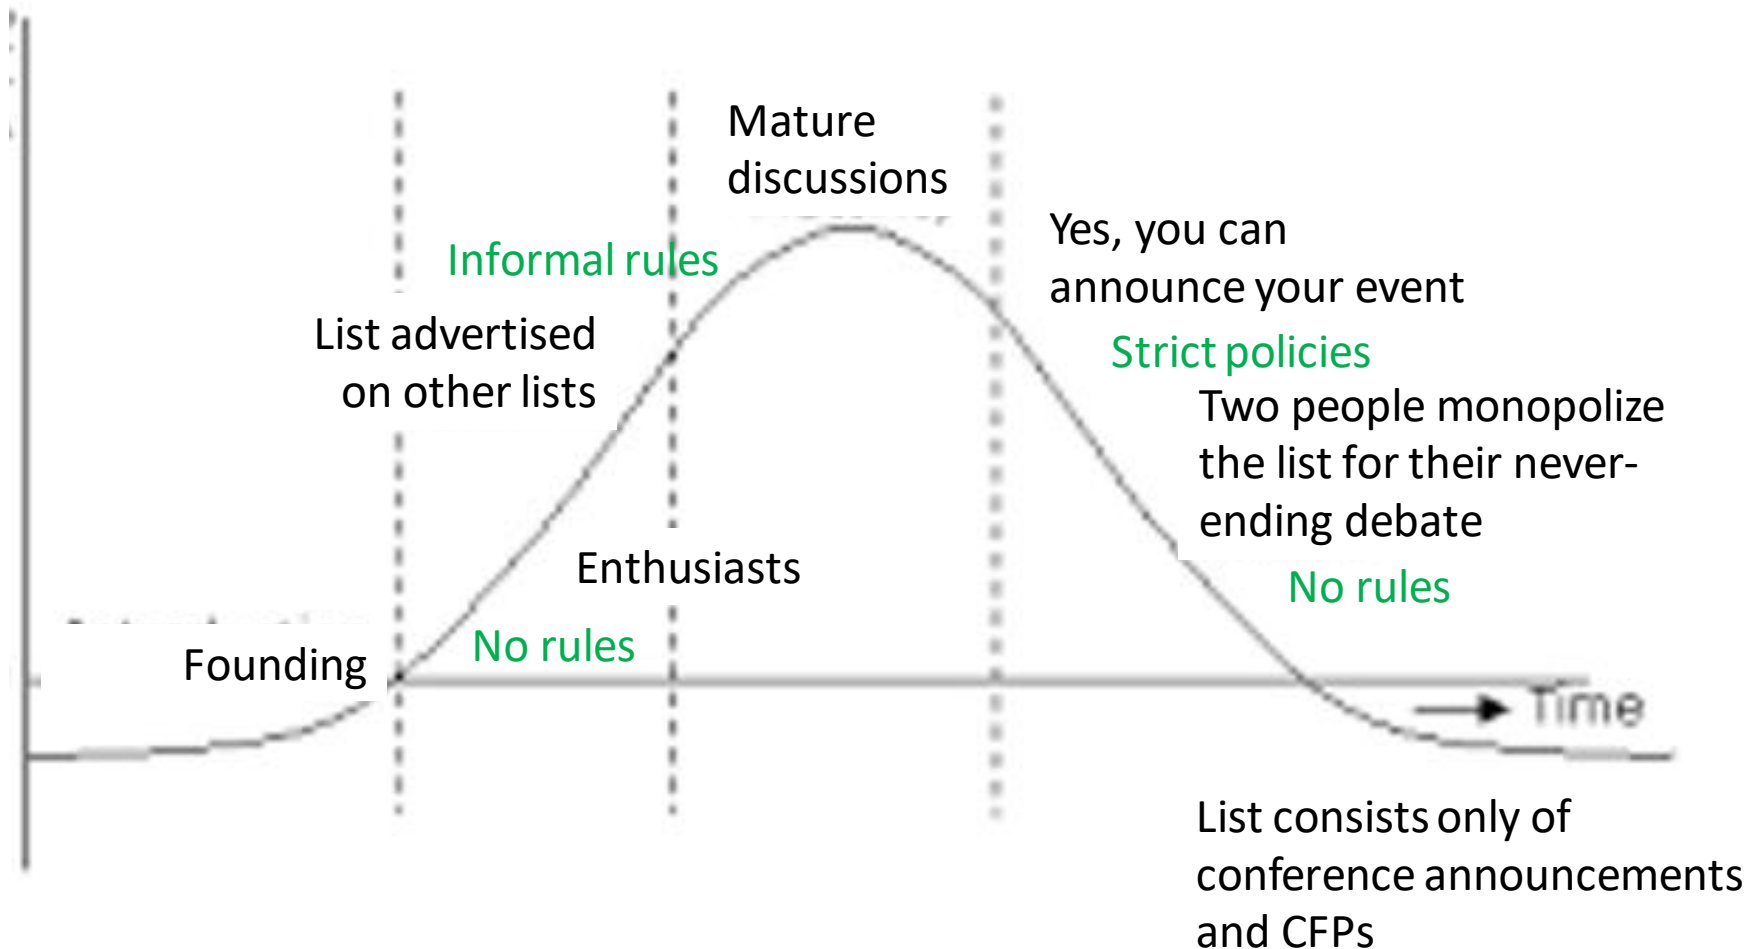 Mature
discussions
Informal rules
Yes, you can
announce your event
List advertised
on other lists
Strict policies
Two people monopolize
the list for their never-
ending debate
Enthusiasts
No rules
No rules
Founding
Time
List consists only of
conference announcements
and CFPs